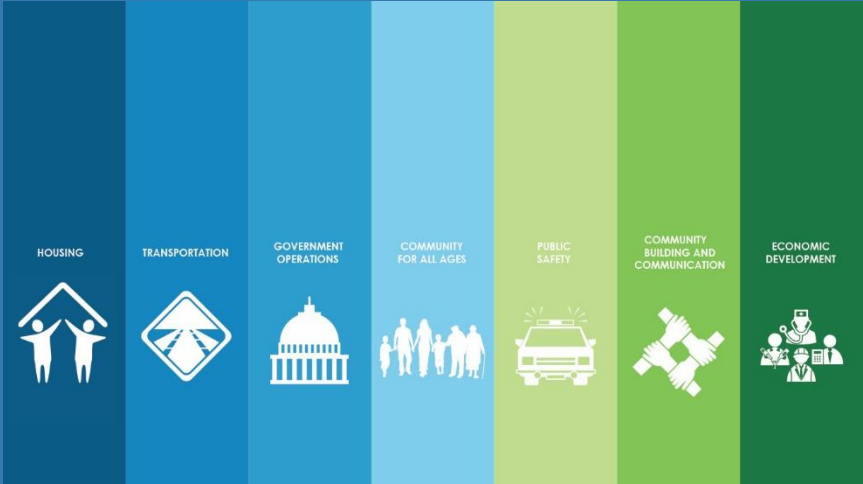 HOUSING
TRANSPORTATION
GOVERNMENT
OPERATIONS
COMMUNITY
FOR ALL AGES
PUBLIC
SAFETY
COMMUNITY
BUILDING AND
COMMUNICATION
ECONOMIC
DEVELOPMENT